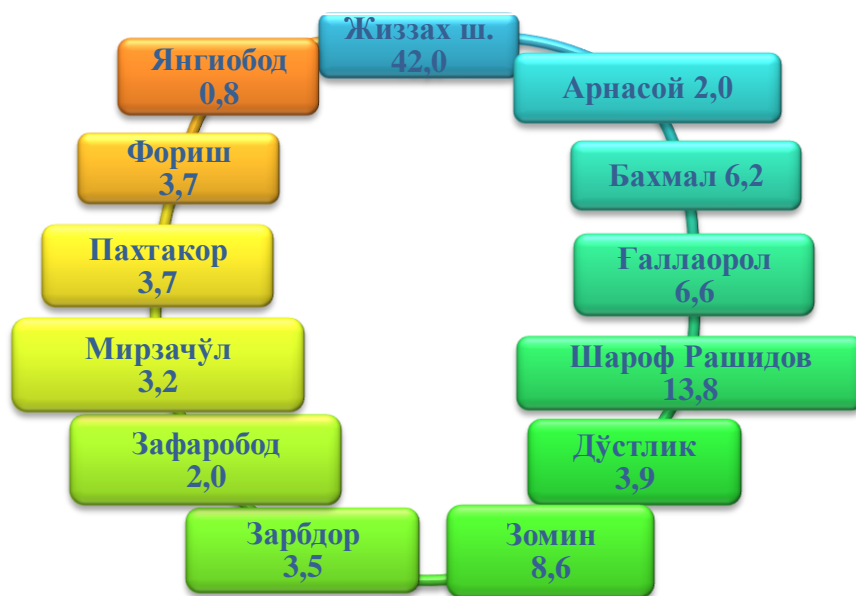 Жиззах ш.
42,0
Арнасой 2,0
Бахмал 6,2
Ғаллаорол
6,6
Шароф Рашидов
13,8
Дўстлик
3,9
Зомин
8,6
Зарбдор
3,5
Зафаробод
2,0
Мирзачўл
3,2
Пахтакор
3,7
Фориш
3,7
Янгиобод
0,8